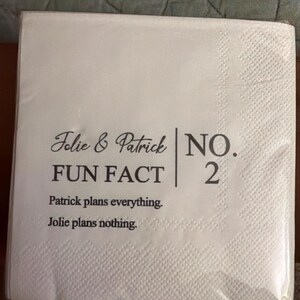 Jolie & Patrick
FUN FACT
NO.
2
Patrick plans everything.
Jolie plans nothing.